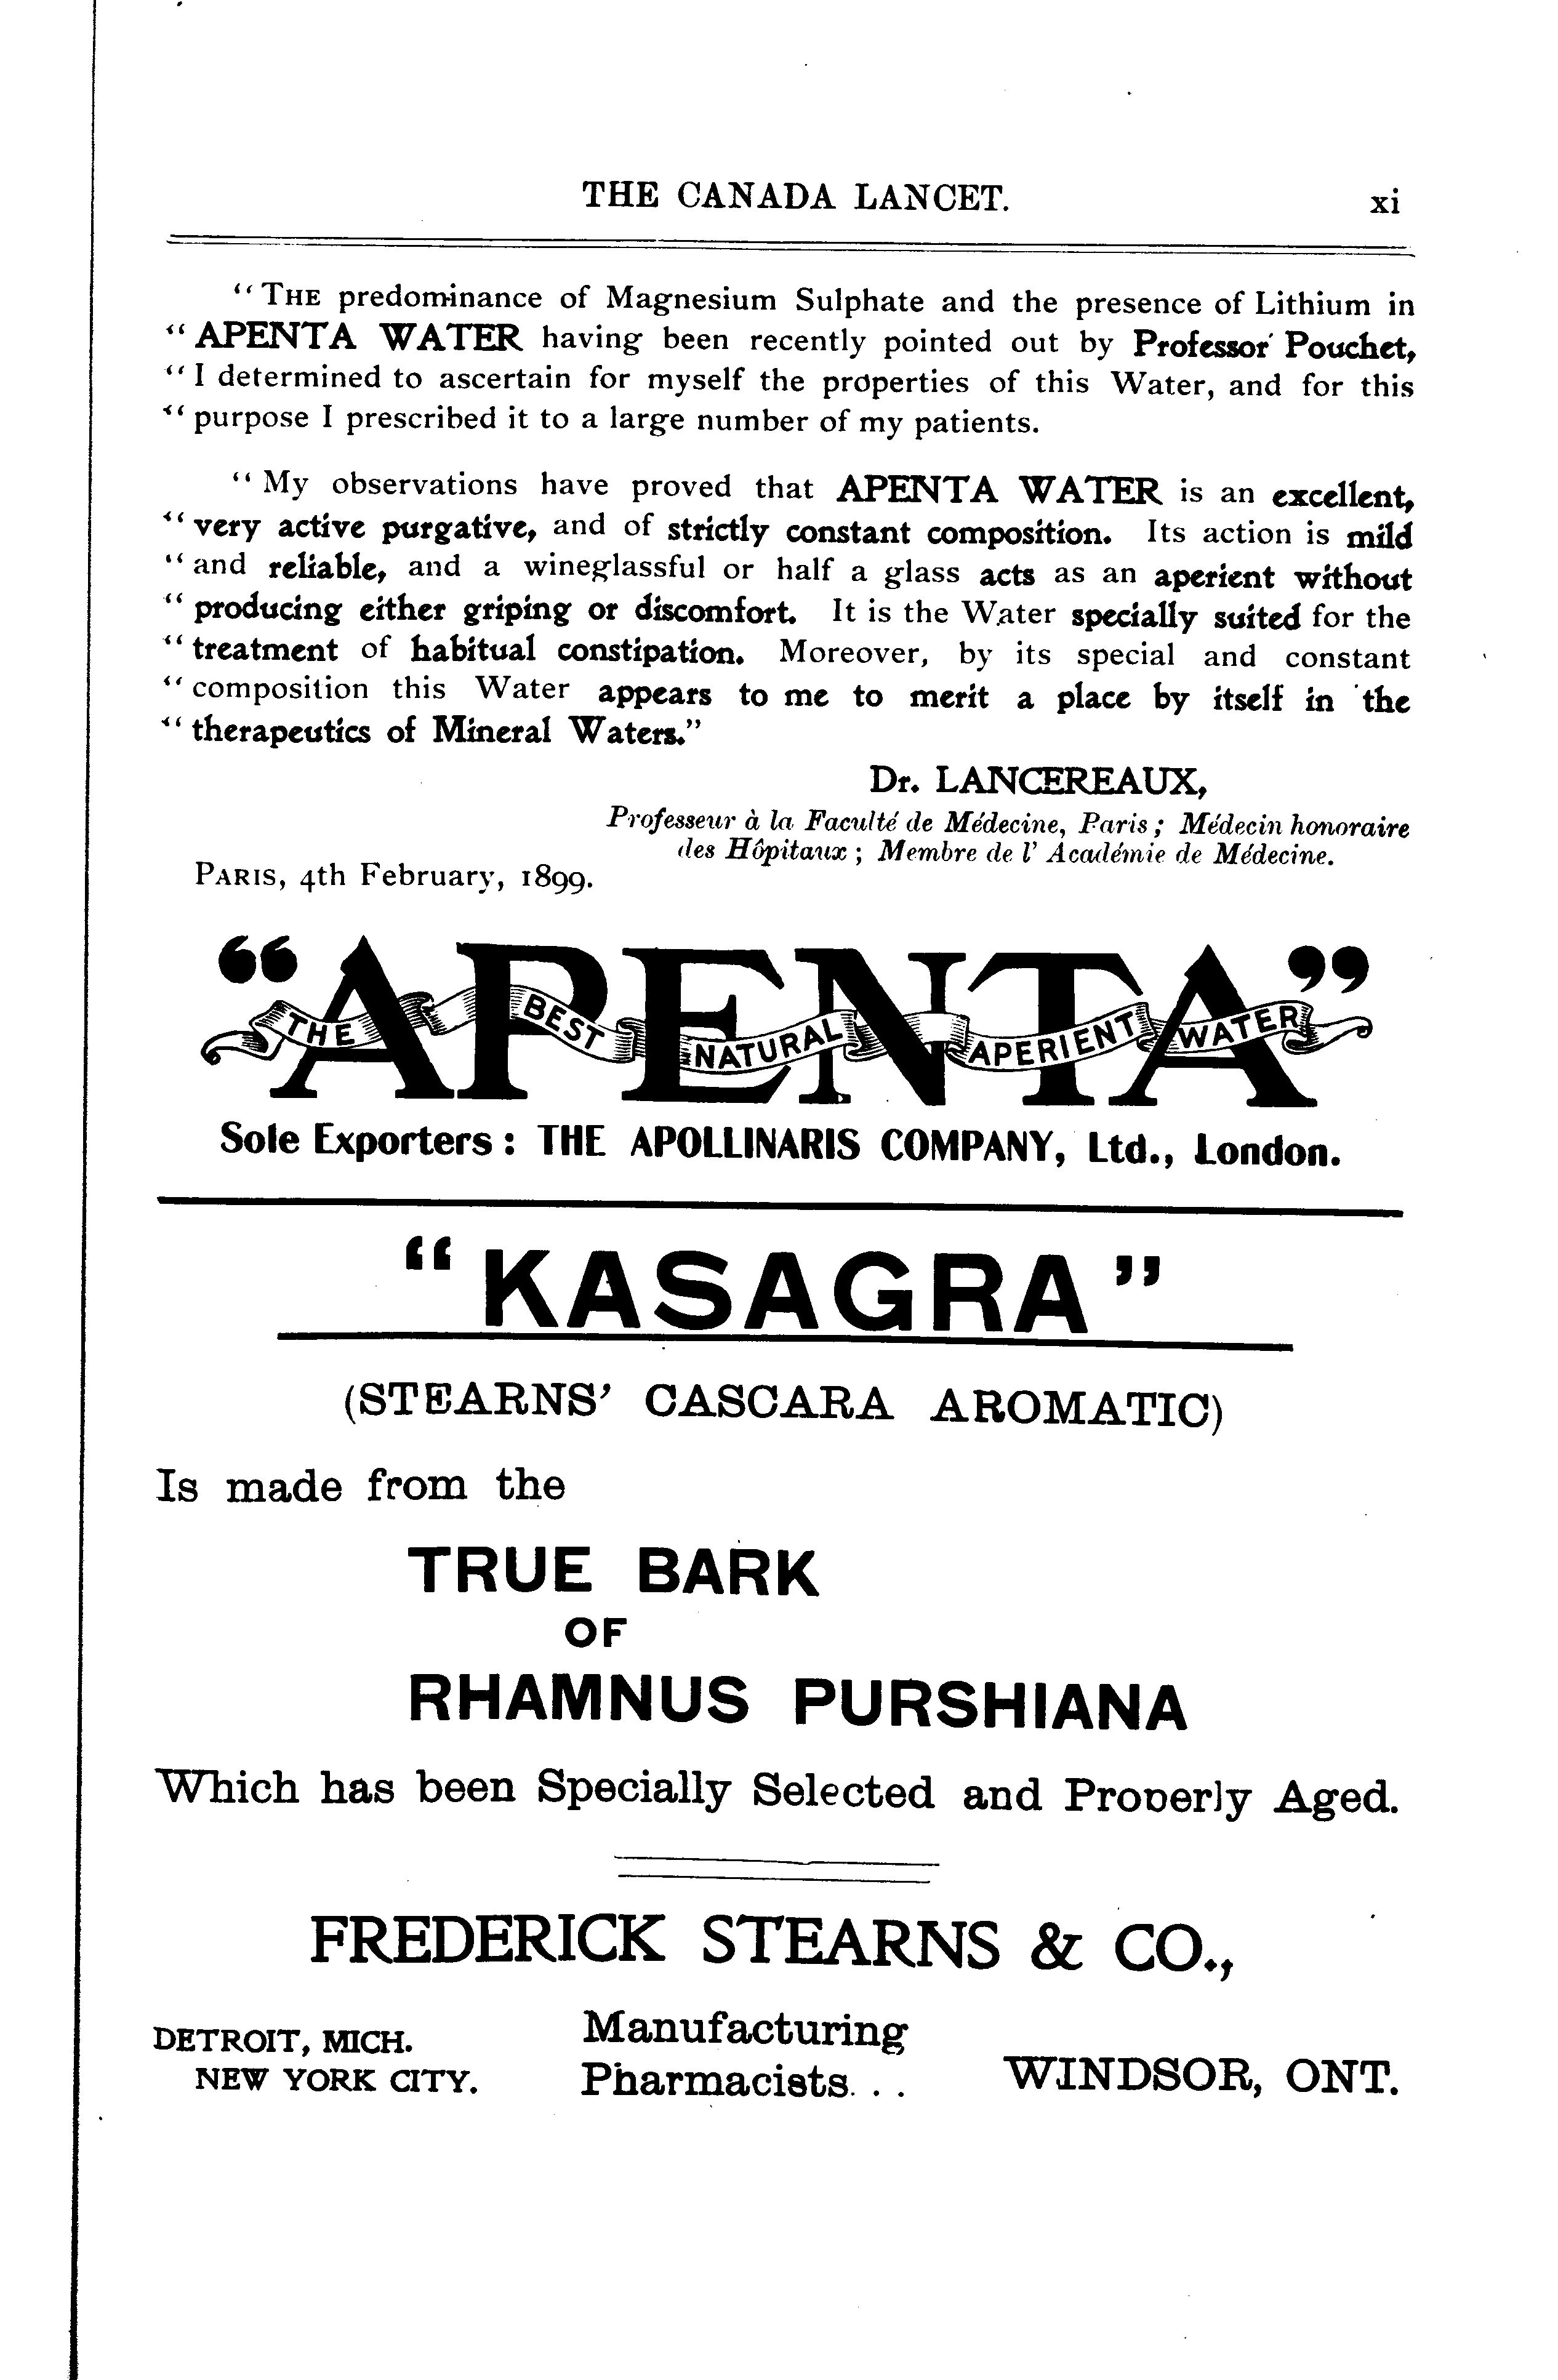 THE CANADA LANCET.
xi
“THE predominance of Magnesium Sulphate and the presence of Lithium in
“APENTA WATER having been recently pointed out by Professor Pouchet,
“I determined to ascertain for myself the properties of this Water, and for this
“purpose I prescribed it to a large number of my patients.
“My observations have proved that APENTA WATER is an excellent,
“very active purgative, and of strictly constant composition. Its action is mild
“and reliable, and a wineglassful or half a glass acts as an aperient without
“producing either griping or discomfort. It is the Water specially suited for the
“treatment of habitual constipation. Moreover, by its special and constant
“composition this Water appears to me to merit a place by itself in the
“therapeutics of Mineral Waters.”
Dr. LANCEREAUX,
Professeur à la Faculté de Médecine, Paris; Médecin honoraire
des Hôpitaux; Membre de l' Académie de Médecine.
PARIS, 4th February, 1899.
“APENTA”
THE BEST NATURAL APERIENT WATER
Sole Exporters: THE APOLLINARIS COMPANY, Ltd., London.
“KASAGRA”
(STEARNS' CASCARA AROMATIC)
Is made from the
TRUE BARK
OF
RHAMNUS PURSHIANA
Which has been Specially Selected and Properly Aged.
FREDERICK STEARNS & CO.,
DETROIT, MICH.
NEW YORK CITY.
Manufacturing
Pharmacists. . .
WINDSOR, ONT.